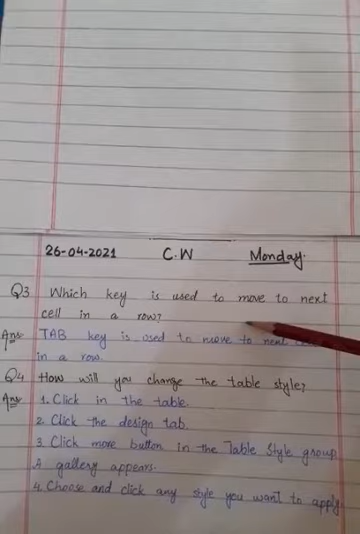 26-04-2021 C.W Monday.
Q3 Which key is used to move to next
cell in a row?
Ans TAB key is used to move to next
in a row.
Q4 How will you change the table style?
Ans 1. Click in the table.
2. Click the design tab.
3 Click more button in the Table Style group
A gallery appears.
4. Choose and click any style you want to apply